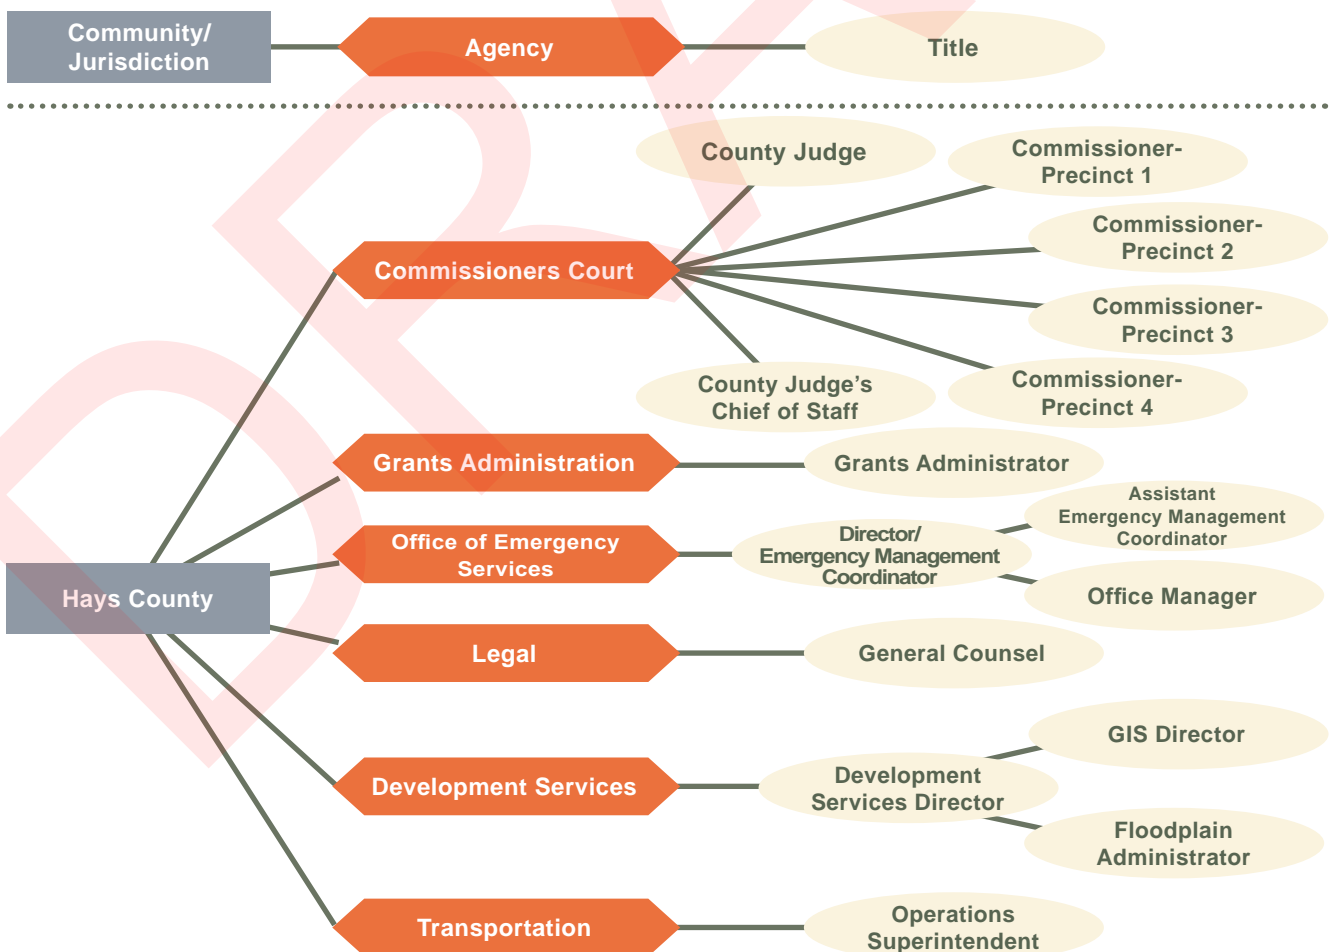 Community/
Jurisdiction
Agency
Title
County Judge
Commissioner-
Precinct 1
Commissioner-
Precinct 2
Commissioners Court
Commissioner-
Precinct 3
County Judge’s
Chief of Staff
Commissioner-
Precinct 4
Grants Administration
Grants Administrator
Office of Emergency
Services
Director/
Emergency Management
Coordinator
Assistant
Emergency Management
Coordinator
Office Manager
Hays County
Legal
General Counsel
Development Services
Development
Services Director
GIS Director
Floodplain
Administrator
Transportation
Operations
Superintendent
DRA